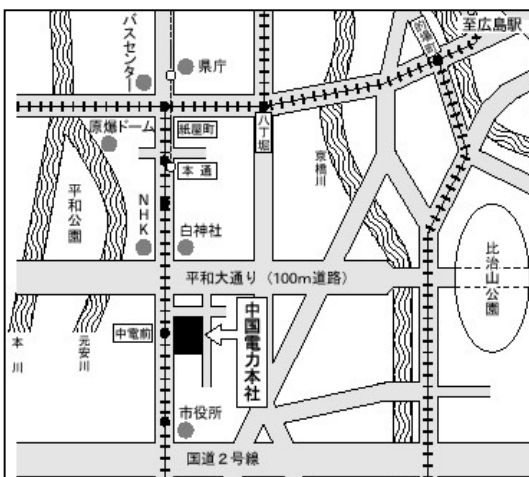 至広島駅
的場町
バスセンター
県庁
原爆ドーム
紙屋町
八丁堀
本通
京橋川
平和公園
NHK
白神社
比治山公園
平和大通り（100m道路）
中電前
中国電力本社
本川
元安川
市役所
国道2号線